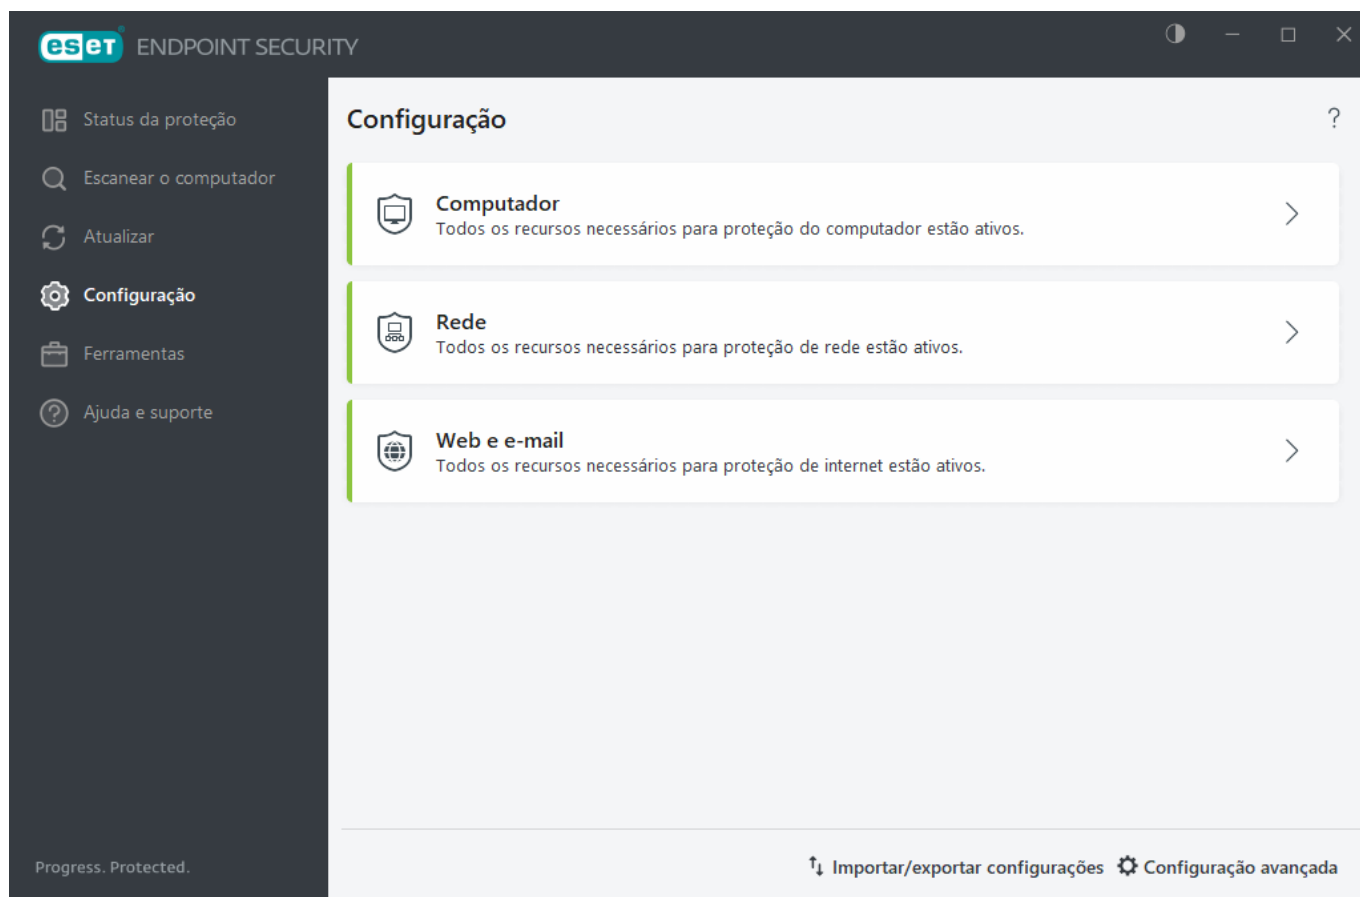 eset ENDPOINT SECURITY
Status da proteção
Escanear o computador
Atualizar
Configuração
Ferramentas
Ajuda e suporte
Progress. Protected.
Configuração
?
Computador
Todos os recursos necessários para proteção do computador estão ativos.
Rede
Todos os recursos necessários para proteção de rede estão ativos.
Web e e-mail
Todos os recursos necessários para proteção de internet estão ativos.
Importar/exportar configurações Configuração avançada